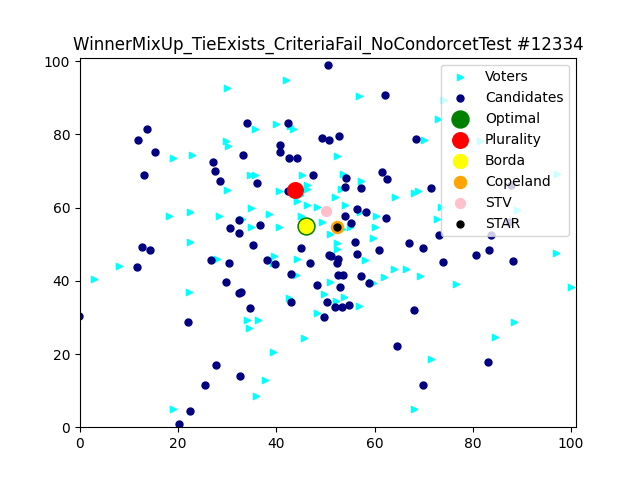 WinnerMixUp_TieExists_CriteriaFail_NoCondorcetTest #12334
100
80
60
40
20
0
0
20
40
60
80
100
Voters
Candidates
Optimal
Plurality
Borda
Copeland
STV
STAR